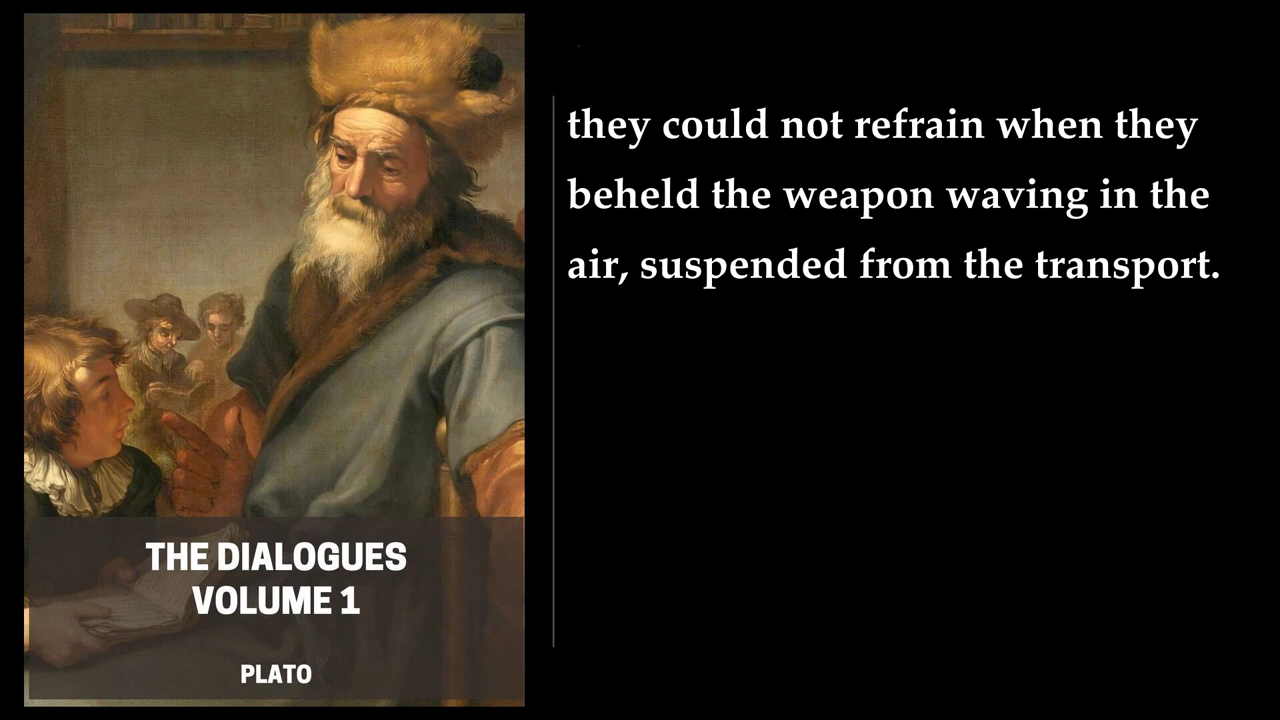 they could not refrain when they
beheld the weapon waving in the
air, suspended from the transport.
THE DIALOGUES
VOLUME 1
PLATO